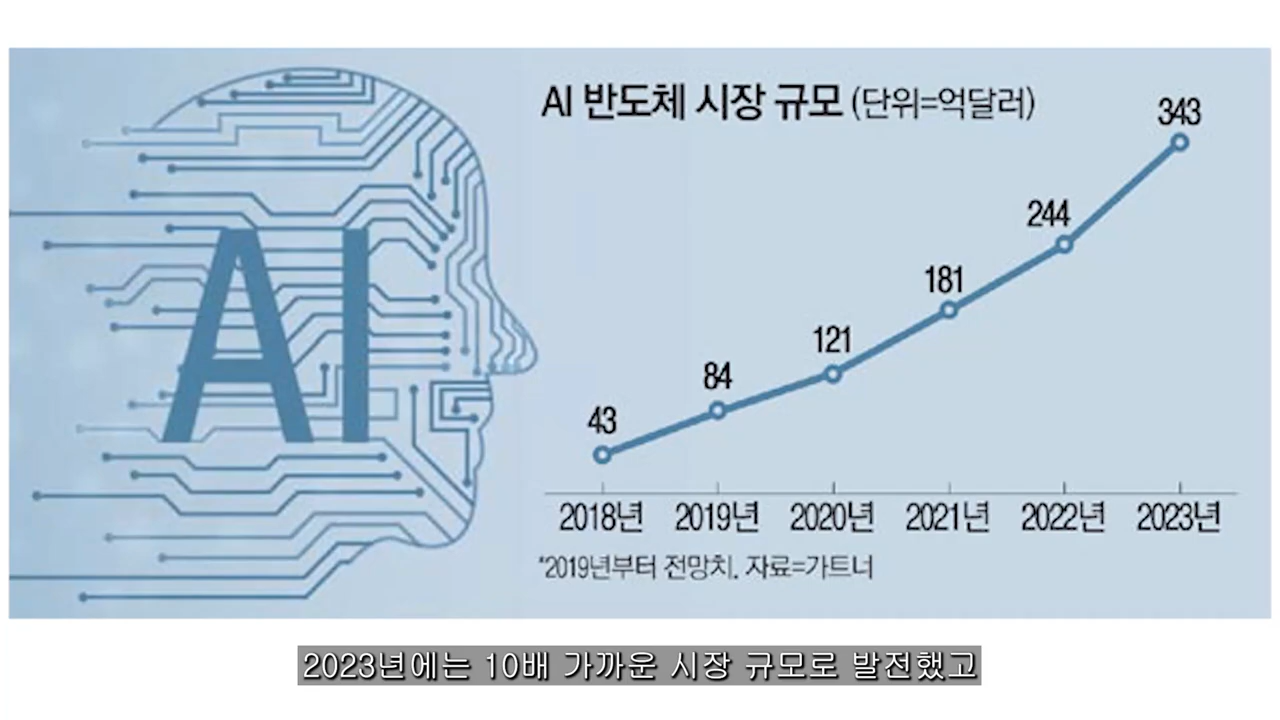 AI
AI 반도체 시장 규모 (단위=억달러)
343
244
181
121
84
43
2018년 2019년 2020년 2021년 2022년 2023년
*2019년부터 전망치, 자료=가트너
2023년에는 10배 가까운 시장 규모로 발전했고